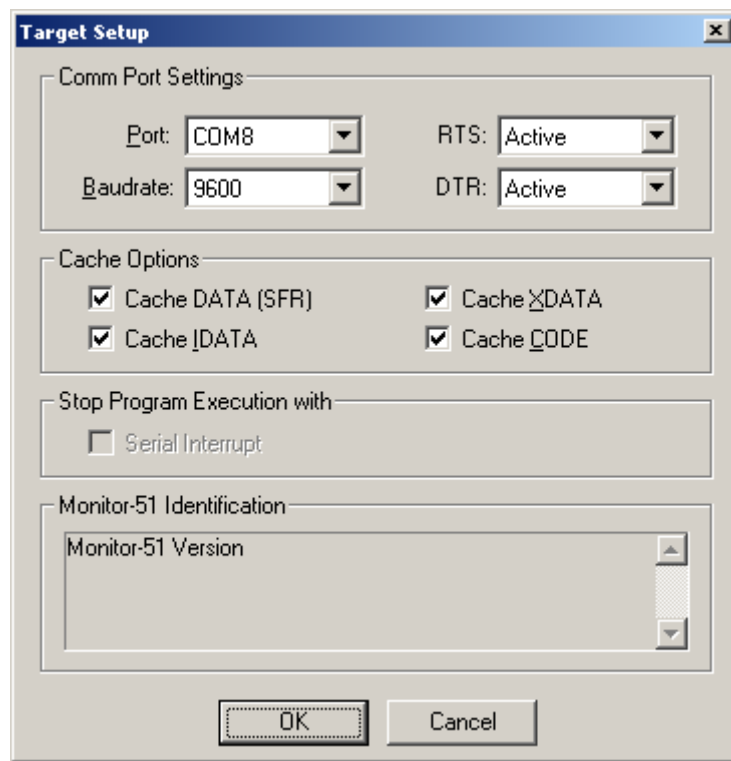 Target Setup
Comm Port Settings
Port: COM8 RTS: Active
Baudrate: 9600 DTR: Active
Cache Options
Cache DATA (SFR) Cache XDATA
Cache IDATA Cache CODE
Stop Program Execution with
Serial Interrupt
Monitor-51 Identification
Monitor-51 Version
OK Cancel